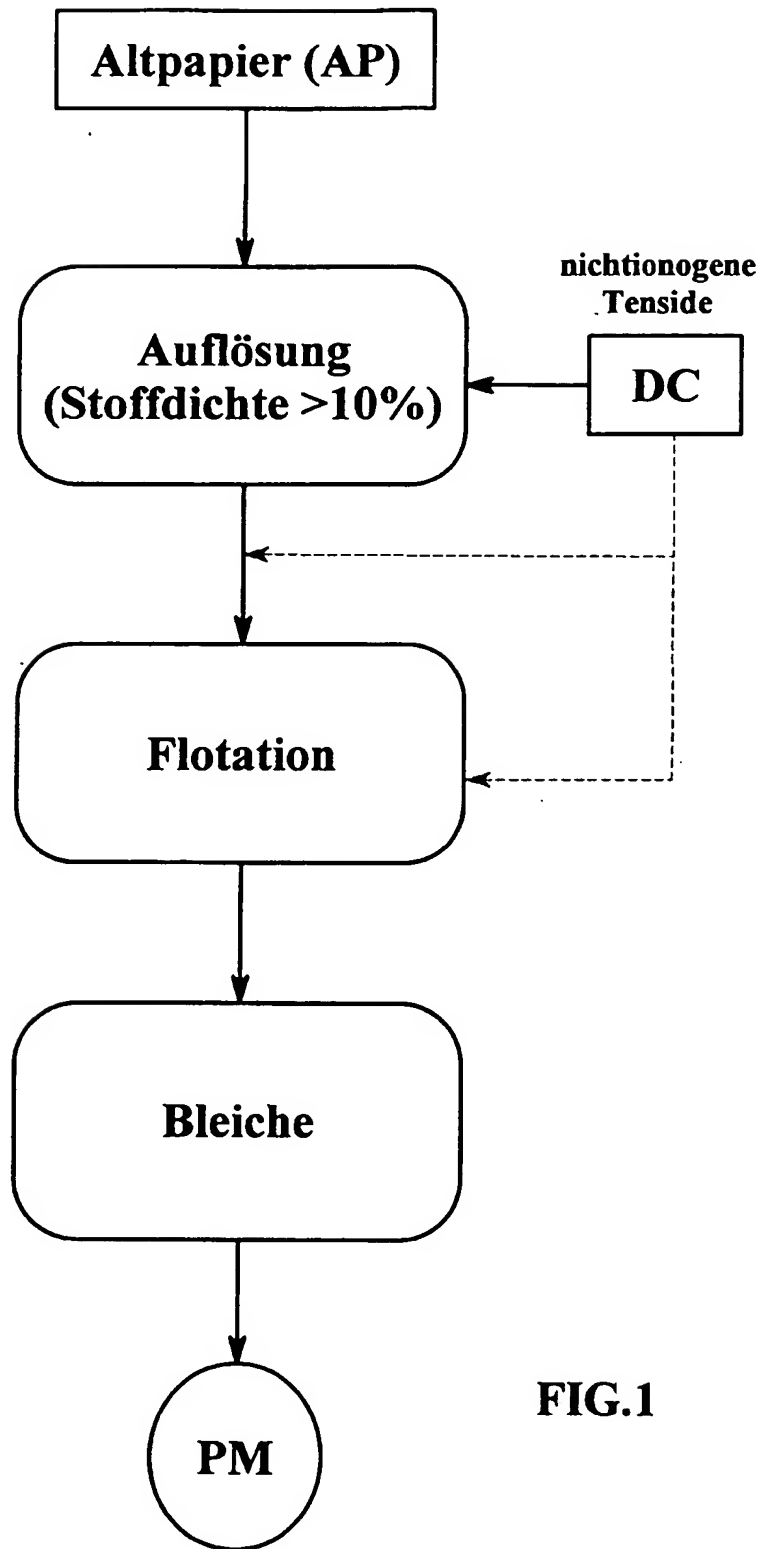 Altpapier (AP)
Auflösung
(Stoffdichte >10%)
nichtionogene
Tenside
DC
Flotation
Bleiche
PM
FIG.1